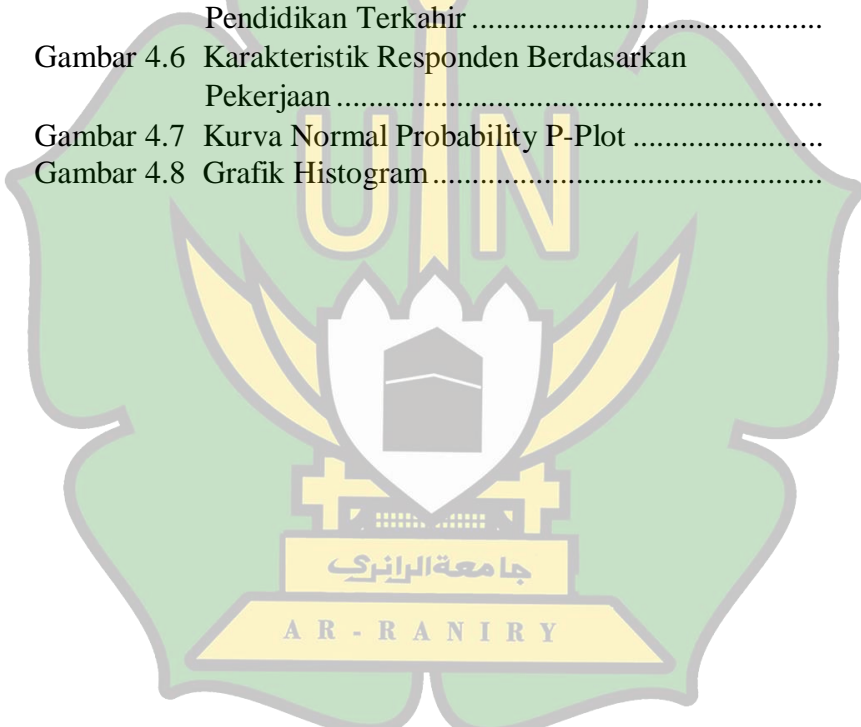 Pendidikan Terkahir ........................................
Gambar 4.6 Karakteristik Responden Berdasarkan
Pekerjaan ........................................................
Gambar 4.7 Kurva Normal Probability P-Plot ......................
Gambar 4.8 Grafik Histogram .............................................
UIN
جامعة الرانري
AR-RANIRY